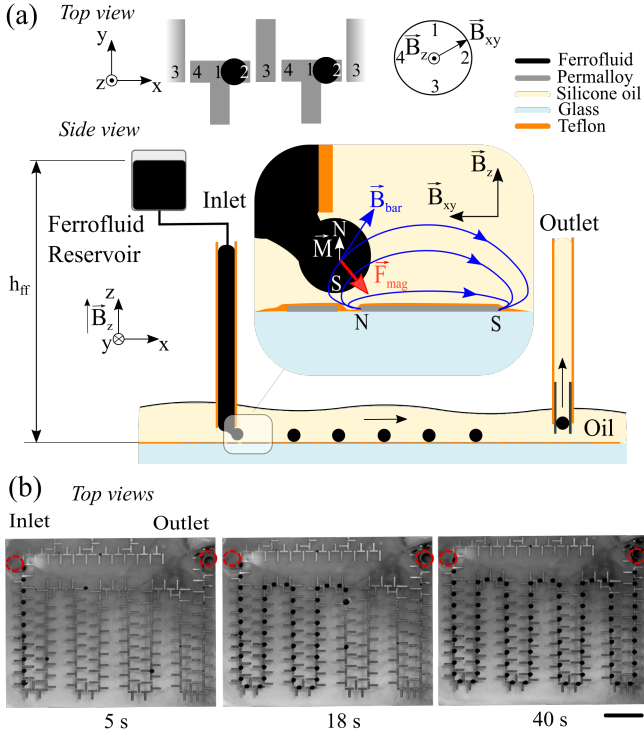 (a)
Top view
y
z
x
3
4 1 2
3
4 1 2
3
1
B⃗xy
4 B⃗z 2
3
Ferrofluid
Permalloy
Silicone oil
Glass
Teflon
Side view
Inlet
Ferrofluid
Reservoir
hff
B⃗z
z
y
x
B⃗bar
B⃗z
B⃗xy
N
M⃗
S
F⃗mag
N
S
Outlet
Oil
(b)
Top views
Inlet
Outlet
5 s
18 s
40 s